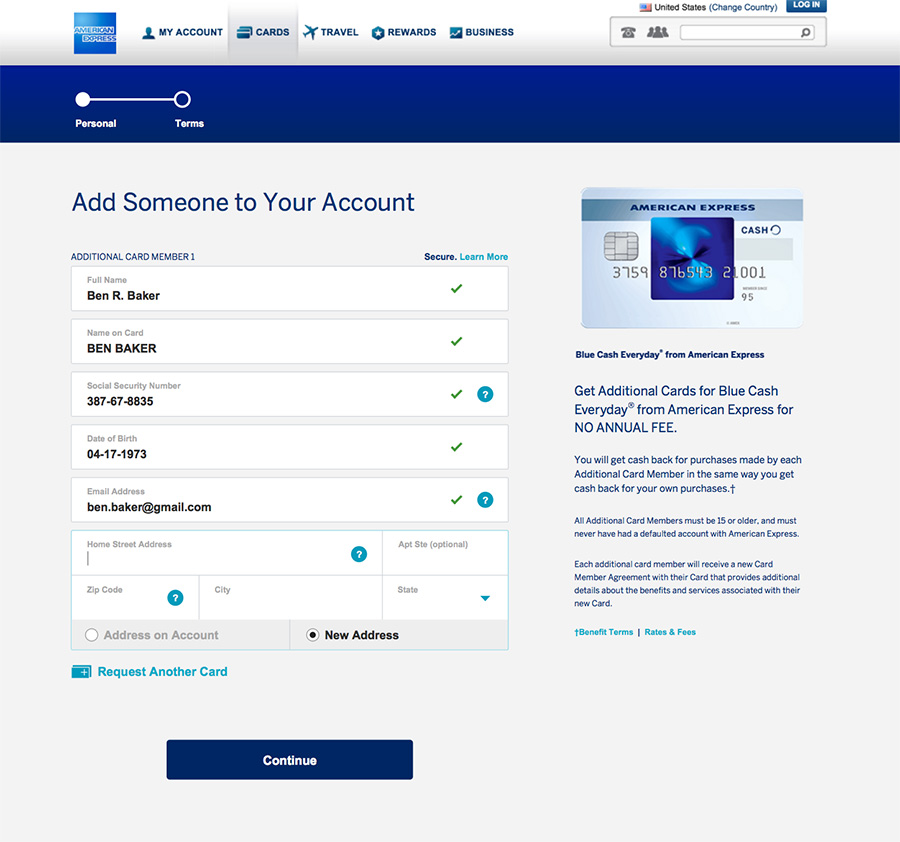 United States (Change Country)
LOG IN
AMERICAN EXPRESS
MY ACCOUNT
CARDS
TRAVEL
REWARDS
BUSINESS
Personal
Terms
Add Someone to Your Account
ADDITIONAL CARD MEMBER 1
Secure. Learn More
Full Name
Ben R. Baker
Name on Card
BEN BAKER
Social Security Number
387-67-8835
?
Date of Birth
04-17-1973
Email Address
ben.baker@gmail.com
?
Home Street Address
?
Apt Ste (optional)
Zip Code
?
City
State
Address on Account
New Address
Request Another Card
Continue
AMERICAN EXPRESS
CASH
3759 876543 21001
95
Blue Cash Everyday® from American Express
Get Additional Cards for Blue Cash
Everyday® from American Express for
NO ANNUAL FEE.
You will get cash back for purchases made by each
Additional Card Member in the same way you get
cash back for your own purchases.†
All Additional Card Members must be 15 or older, and must
never have had a defaulted account with American Express.
Each additional card member will receive a new Card
Member Agreement with their Card that provides additional
details about the benefits and services associated with their
new Card.
†Benefit Terms | Rates & Fees